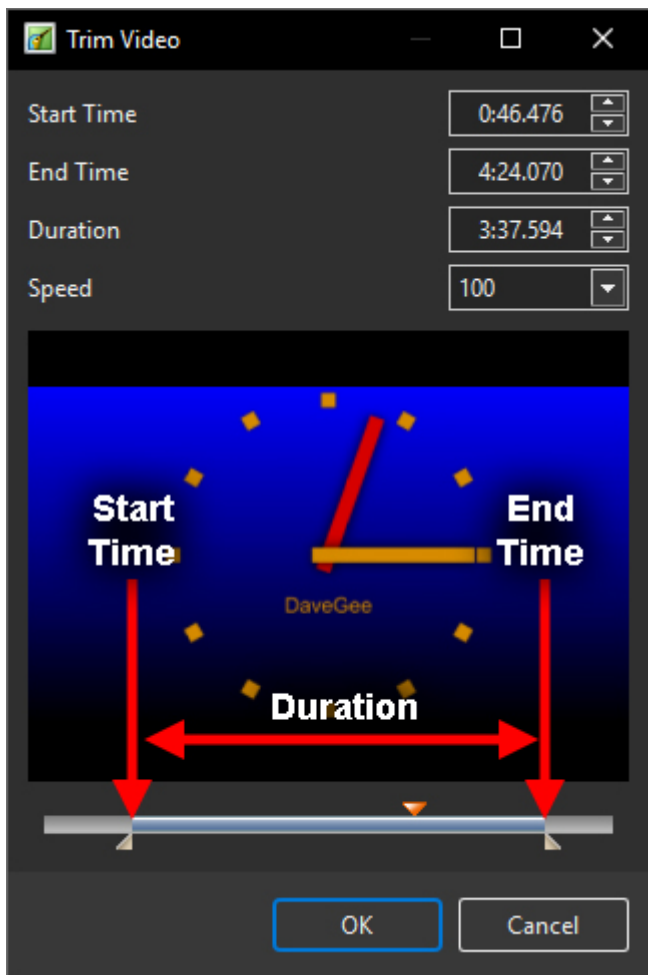 Trim Video
Start Time
0:46.476
End Time
4:24.070
Duration
3:37.594
Speed
100
Start
Time
End
Time
DaveGee
Duration
OK
Cancel